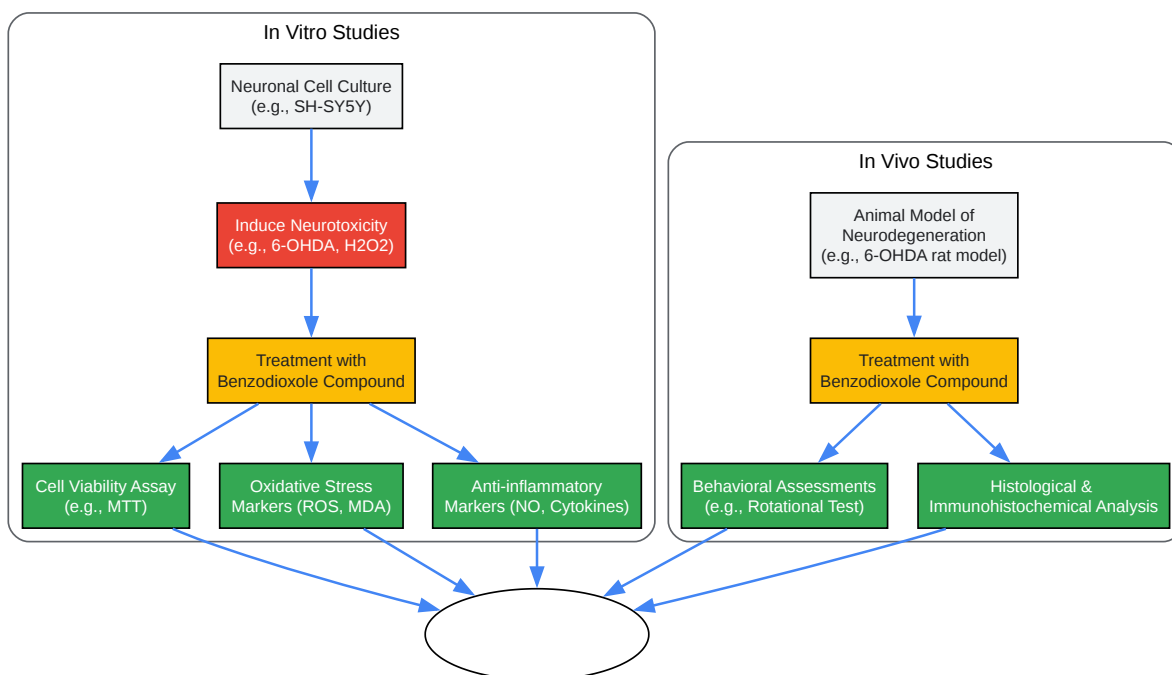 In Vitro Studies
Neuronal Cell Culture
(e.g., SH-SY5Y)
Induce Neurotoxicity
(e.g., 6-OHDA, H2O2)
Treatment with
Benzodioxole Compound
Cell Viability Assay
(e.g., MTT)
Oxidative Stress
Markers (ROS, MDA)
Anti-inflammatory
Markers (NO, Cytokines)
In Vivo Studies
Animal Model of
Neurodegeneration
(e.g., 6-OHDA rat model)
Treatment with
Benzodioxole Compound
Behavioral Assessments
(e.g., Rotational Test)
Histological &
Immunohistochemical Analysis